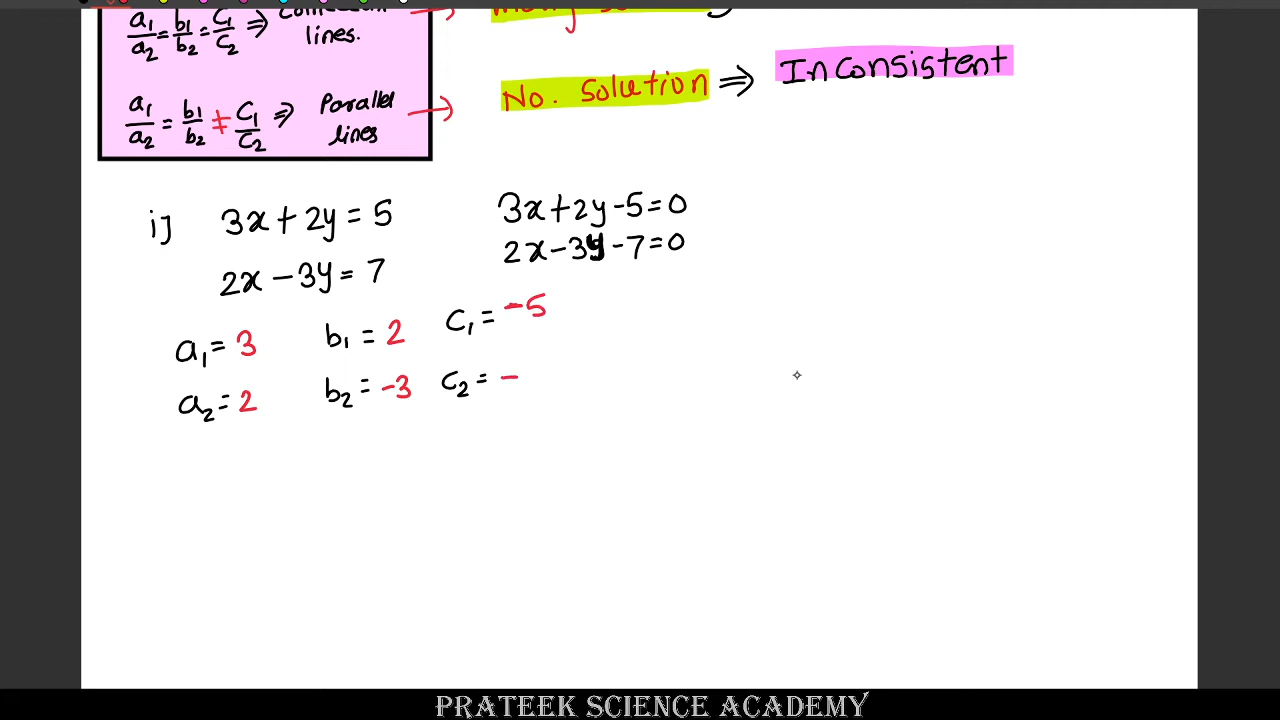 a₁/a₂ = b₁/b₂ = c₁/c₂ ⇒
lines.
a₁/a₂ = b₁/b₂ ≠ c₁/c₂ ⇒ Parallel lines →
No. Solution ⇒ Inconsistent
i] 3x + 2y = 5
2x - 3y = 7
3x + 2y - 5 = 0
2x - 3y - 7 = 0
a₁ = 3 b₁ = 2 c₁ = -5
a₂ = 2 b₂ = -3 c₂ = -
PRATEEK SCIENCE ACADEMY